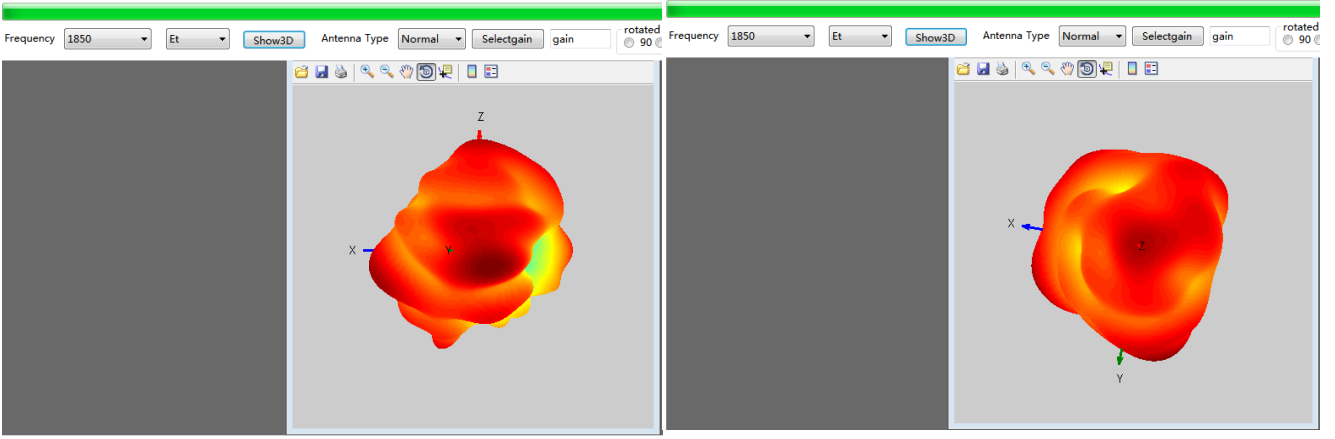 Frequency 1850 Et Show3D Antenna Type Normal Selectgain gain rotated 90
Z
X Y
Frequency 1850 Et Show3D Antenna Type Normal Selectgain gain rotated 90
X Z
Y